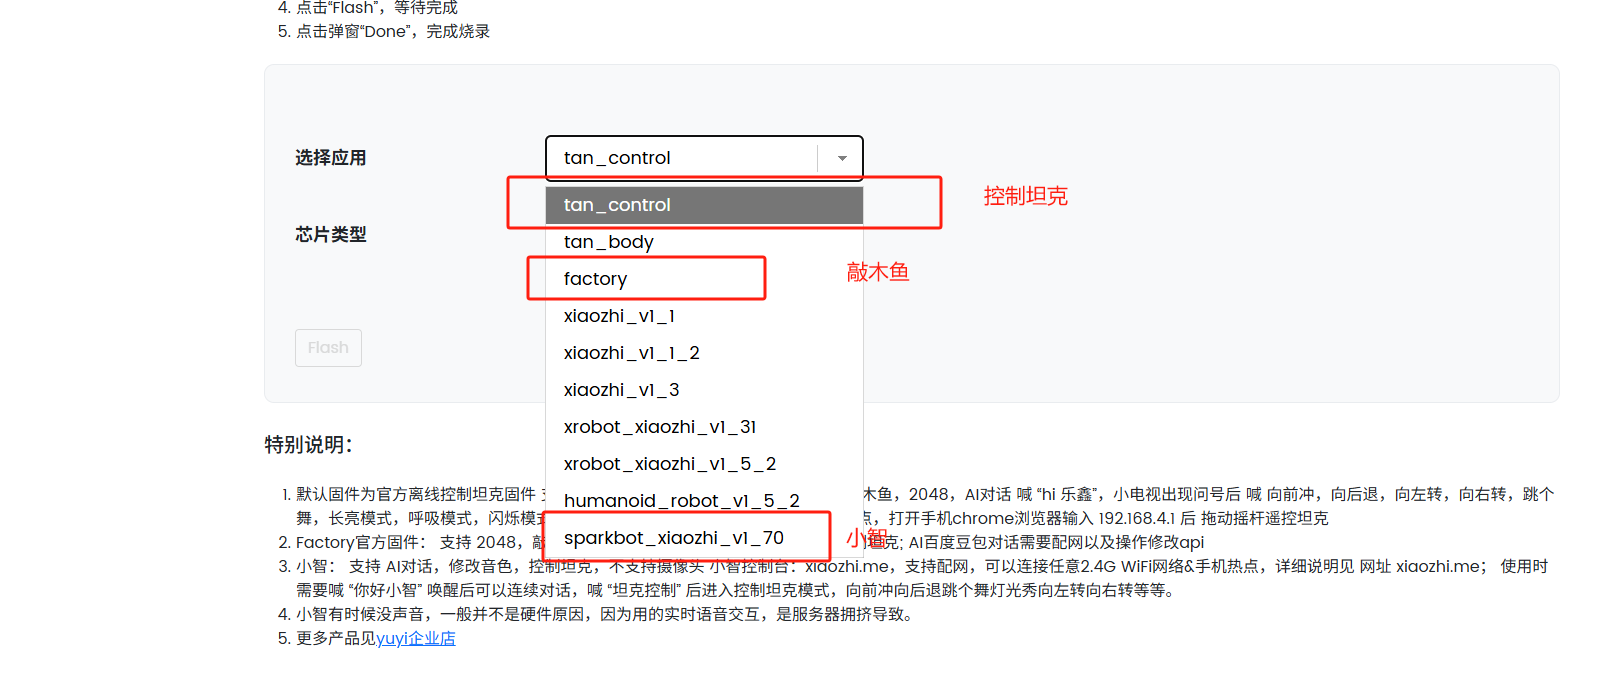 4. 点击“Flash”，等待完成
5. 点击弹窗“Done”，完成烧录
选择应用
tan_control
tan_control
控制坦克
芯片类型
tan_body
factory
敲木鱼
xiaozhi_v1_1
Flash
xiaozhi_v1_1_2
xiaozhi_v1_3
xrobot_xiaozhi_v1_31
xrobot_xiaozhi_v1_5_2
humanoid_robot_v1_5_2
sparkbot_xiaozhi_v1_70
小智
特别说明：
1. 默认固件为官方离线控制坦克固件 木鱼，2048，AI对话 喊 “hi 乐鑫”，小电视出现问号后 喊 向前冲，向后退，向左转，向右转，跳个
舞，长亮模式，呼吸模式，闪烁模 点，打开手机chrome浏览器输入 192.168.4.1 后 拖动摇杆遥控坦克
2. Factory官方固件： 支持 2048， 坦克; AI百度豆包对话需要配网以及操作修改api
3. 小智： 支持 AI对话，修改音色，控制坦克，不支持摄像头 小智控制台：xiaozhi.me，支持配网，可以连接任意2.4G WiFi网络&手机热点，详细说明见 网址 xiaozhi.me； 使用时
需要喊 “你好小智” 唤醒后可以连续对话，喊 “坦克控制” 后进入控制坦克模式，向前冲向后退跳个舞灯光秀向左转向右转等等。
4. 小智有时候没声音，一般并不是硬件原因，因为用的实时语音交互，是服务器拥挤导致。
5. 更多产品见yuyi企业店